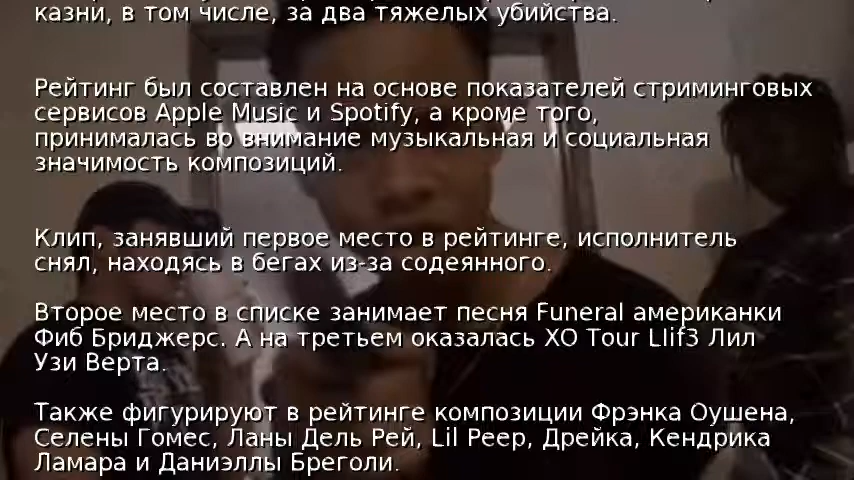 казни, в том числе, за два тяжелых убийства.
Рейтинг был составлен на основе показателей стриминговых
сервисов Apple Music и Spotify, а кроме того,
принималась во внимание музыкальная и социальная
значимость композиций.
Клип, занявший первое место в рейтинге, исполнитель
снял, находясь в бегах из-за содеянного.
Второе место в списке занимает песня Funeral американки
Фиб Бриджерс. А на третьем оказалась XO Tour Llif3 Лил
Узи Верта.
Также фигурируют в рейтинге композиции Фрэнка Оушена,
Селены Гомес, Ланы Дель Рей, Lil Peep, Дрейка, Кендрика
Ламара и Даниэллы Бреголи.